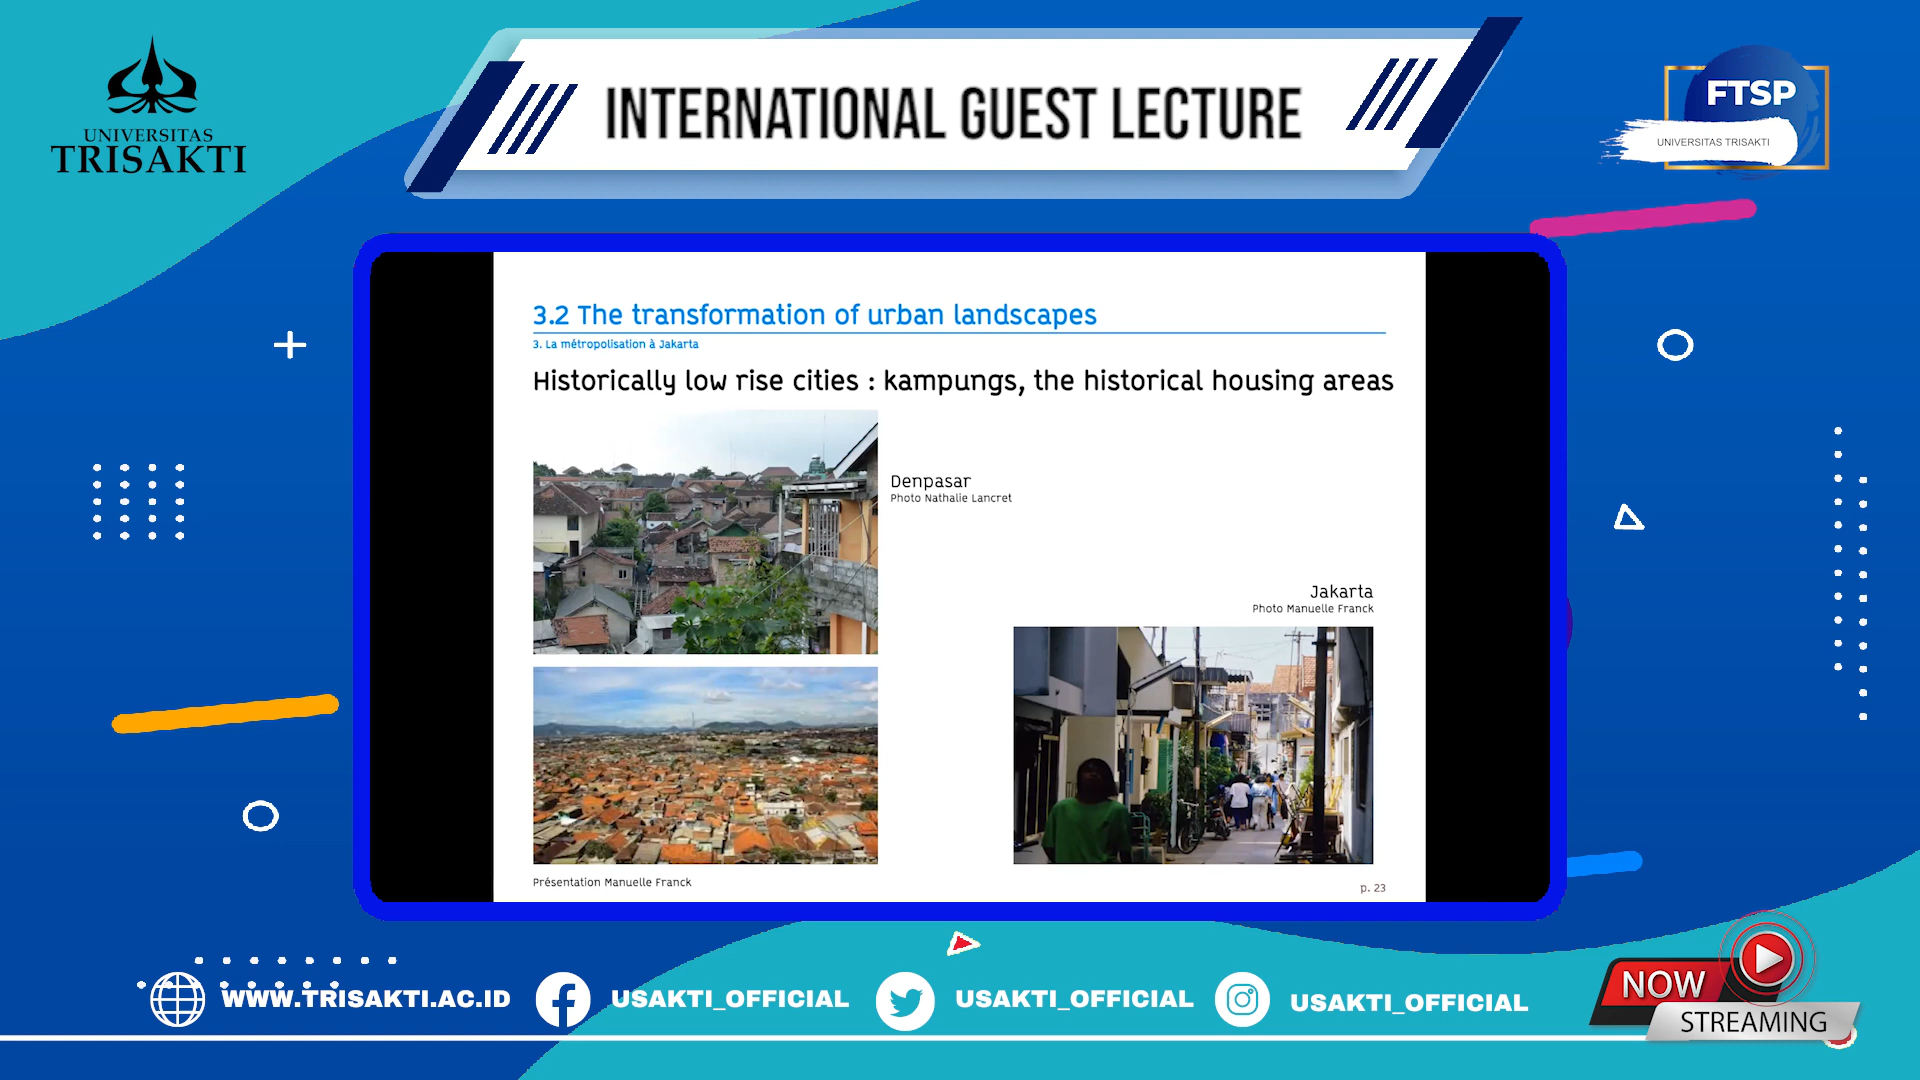 UNIVERSITAS
TRISAKTI
INTERNATIONAL GUEST LECTURE
FTSP
UNIVERSITAS TRISAKTI
3.2 The transformation of urban landscapes
3. La métropolisation à Jakarta
Historically low rise cities : kampungs, the historical housing areas
Denpasar
Photo Nathalie Lancret
Jakarta
Photo Manuelle Franck
Présentation Manuelle Franck
p. 23
WWW.TRISAKTI.AC.ID
USAKTI_OFFICIAL
USAKTI_OFFICIAL
USAKTI_OFFICIAL
NOW
STREAMING